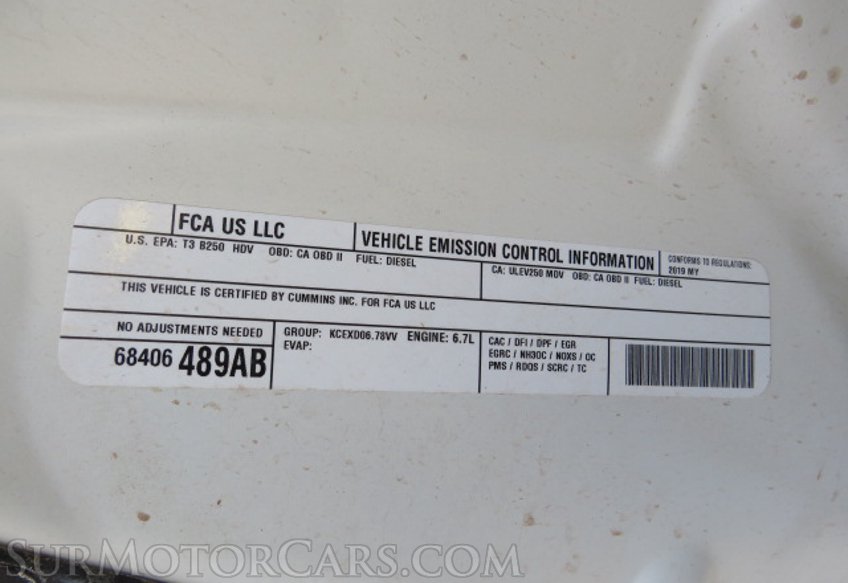 FCA US LLC
VEHICLE EMISSION CONTROL INFORMATION
CONFORMS TO REGULATIONS:
2019 MY
U.S. EPA: T3 B250 HDV OBD: CA OBD II FUEL: DIESEL
CA: ULEV250 MDV OBD: CA OBD II FUEL: DIESEL
THIS VEHICLE IS CERTIFIED BY CUMMINS INC. FOR FCA US LLC
NO ADJUSTMENTS NEEDED
68406 489AB
GROUP: KCEXD06.78VV ENGINE: 6.7L
EVAP:
CAC / DFI / DPF / EGR
EGRC / NH3OC / NOXS / OC
PMS / RDQS / SCRC / TC
SURMOTORCARS.COM